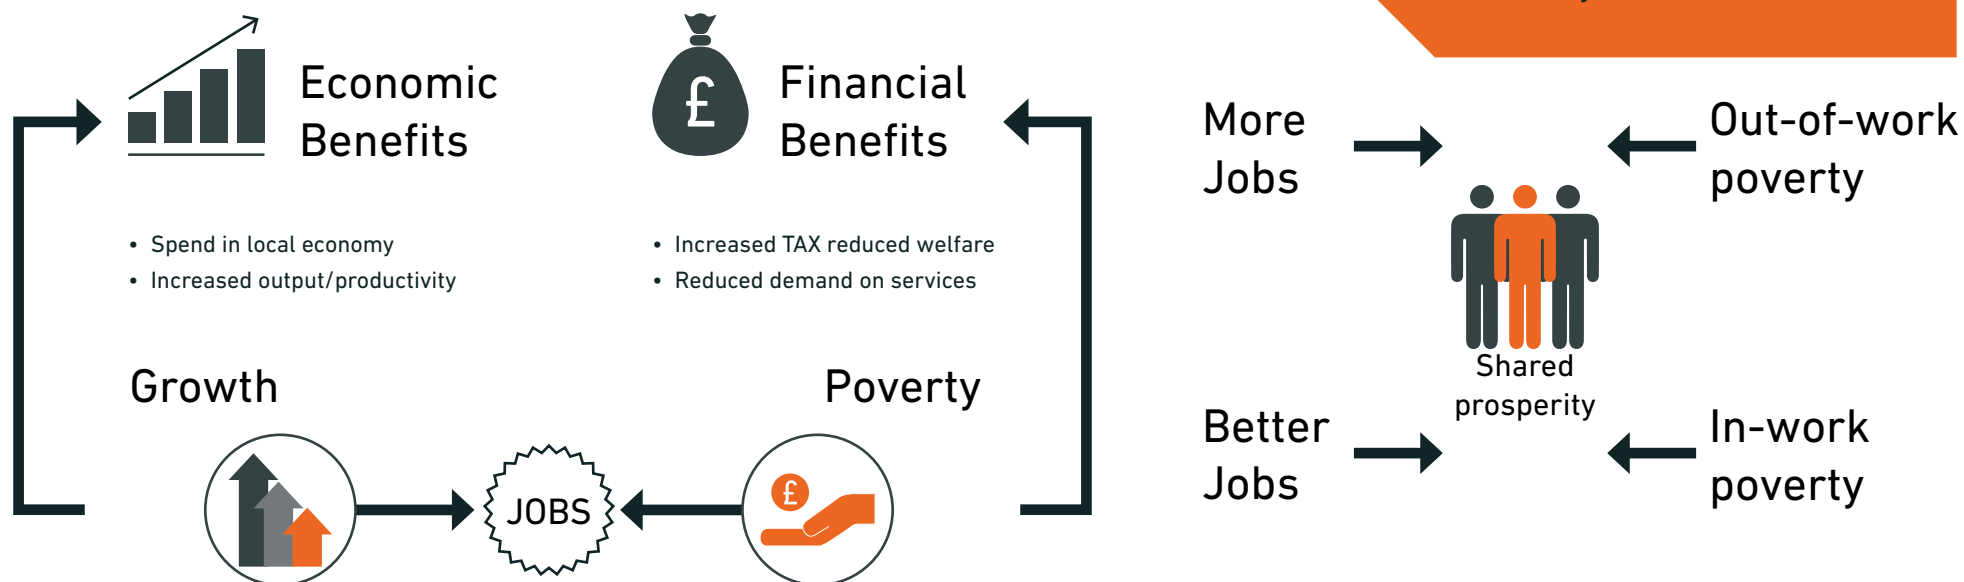 Economic
Benefits
• Spend in local economy
• Increased output/productivity
£
Financial
Benefits
• Increased TAX reduced welfare
• Reduced demand on services
Growth
JOBS
Poverty
£
More
Jobs
Out-of-work
poverty
Shared
prosperity
Better
Jobs
In-work
poverty